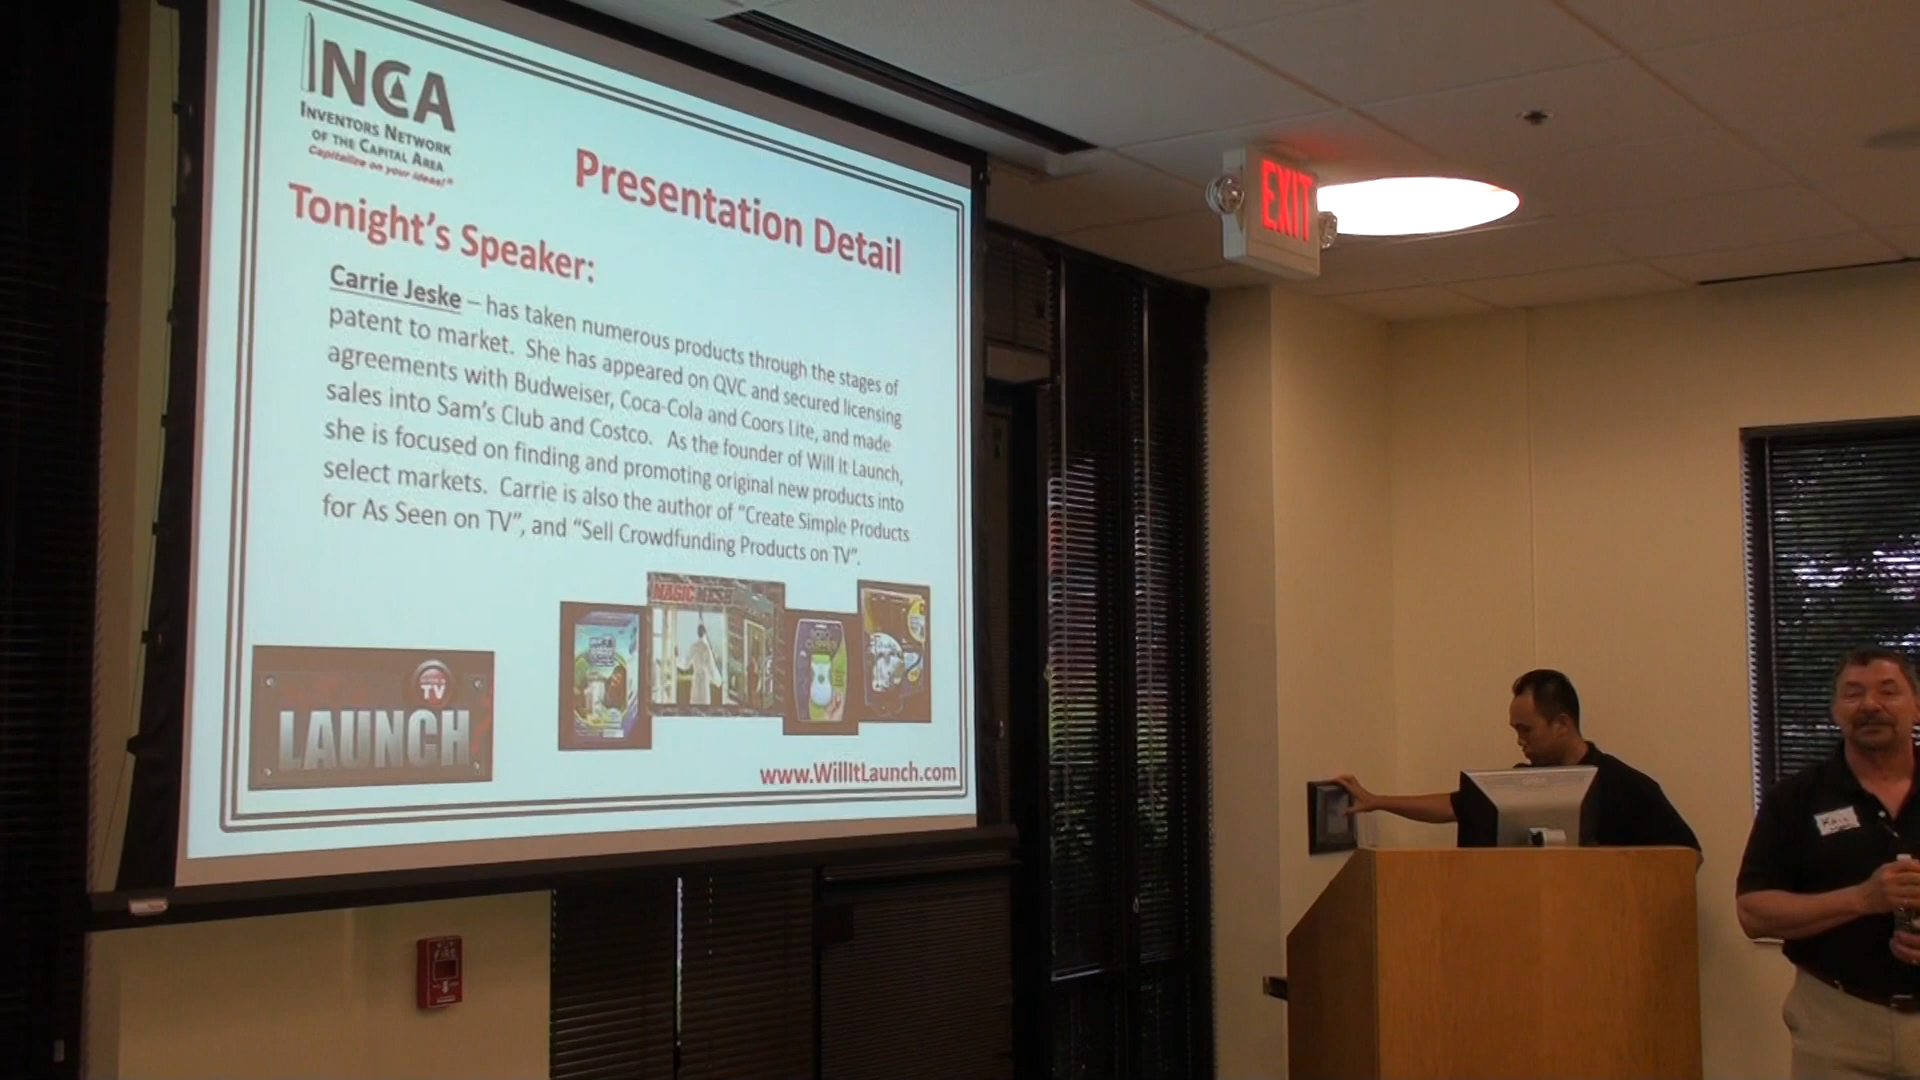 INCA
INVENTORS NETWORK
OF THE CAPITAL AREA
Capitalize on your ideas!®
Presentation Detail
Tonight's Speaker:
Carrie Jeske – has taken numerous products through the stages of
patent to market. She has appeared on QVC and secured licensing
agreements with Budweiser, Coca-Cola and Coors Lite, and made
sales into Sam's Club and Costco. As the founder of Will It Launch,
she is focused on finding and promoting original new products into
select markets. Carrie is also the author of "Create Simple Products
for As Seen on TV", and "Sell Crowdfunding Products on TV".
MAGIC MESH
TV
LAUNCH
www.WillItLaunch.com
EXIT
FIRE